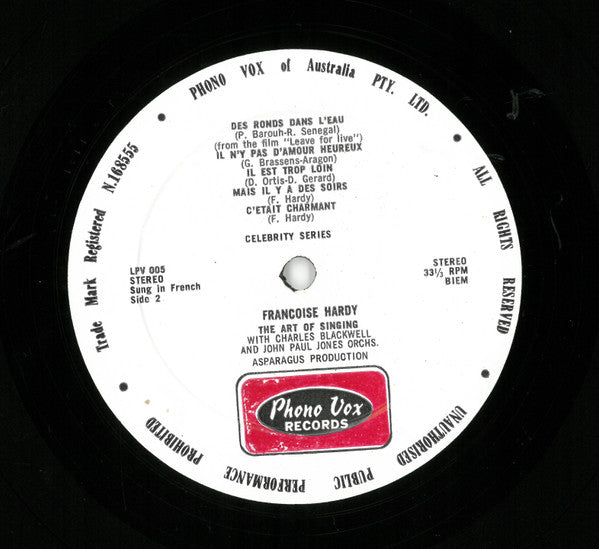 PHONO VOX of Australia PTY. LTD.
ALL RIGHTS RESERVED
UNAUTHORISED PUBLIC PERFORMANCE PROHIBITED
Trade Mark Registered N.168555
DES RONDS DANS L'EAU
(P. Barouh-R. Senegal)
(from the film "Leave for live")
IL N'Y PAS D'AMOUR HEUREUX
(G. Brassens-Aragon)
IL EST TROP LOIN
(D. Ortis-D. Gerard)
MAIS IL Y A DES SOIRS
(F. Hardy)
C'ETAIT CHARMANT
(F. Hardy)
CELEBRITY SERIES
LPV 005
STEREO
Sung in French
Side 2
STEREO
33⅓ RPM
BIEM
FRANCOISE HARDY
THE ART OF SINGING
WITH CHARLES BLACKWELL
AND JOHN PAUL JONES ORCHS.
ASPARAGUS PRODUCTION
Phono Vox
RECORDS